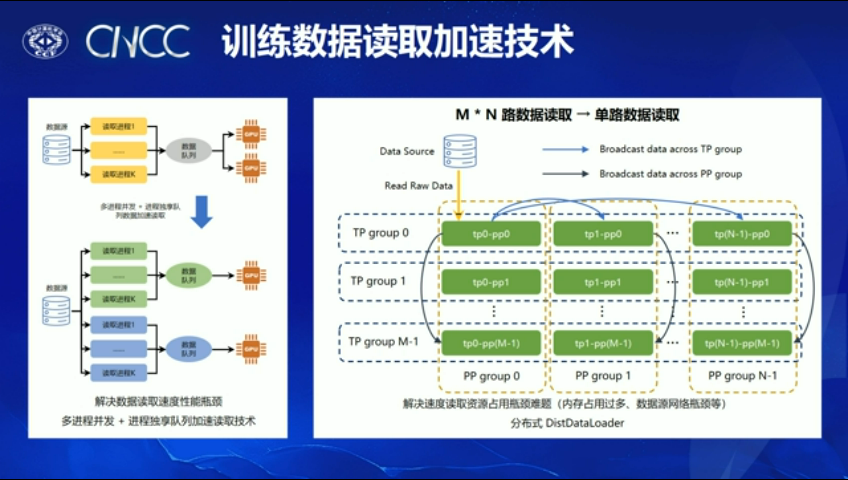 CNCC
训练数据读取加速技术
数据源
读取进程1
......
读取进程K
数据
队列
GPU
GPU
多进程并发 + 进程独享队
列数据加速读取
数据源
读取进程1
......
读取进程K
数据
队列
GPU
读取进程1
......
读取进程K
数据
队列
GPU
解决数据读取速度性能瓶颈
多进程并发 + 进程独享队列加速读取技术
M * N 路数据读取 → 单路数据读取
Data Source
Read Raw Data
Broadcast data across TP group
Broadcast data across PP group
TP group 0
tp0-pp0
tp1-pp0
...
tp(N-1)-pp0
TP group 1
tp0-pp1
tp1-pp1
...
tp(N-1)-pp1
TP group M-1
tp0-pp(M-1)
tp1-pp(M-1)
...
tp(N-1)-pp(M-1)
PP group 0
PP group 1
PP group N-1
解决速度读取资源占用瓶颈难题（内存占用过多、数据源网络瓶颈等）
分布式 DistDataLoader